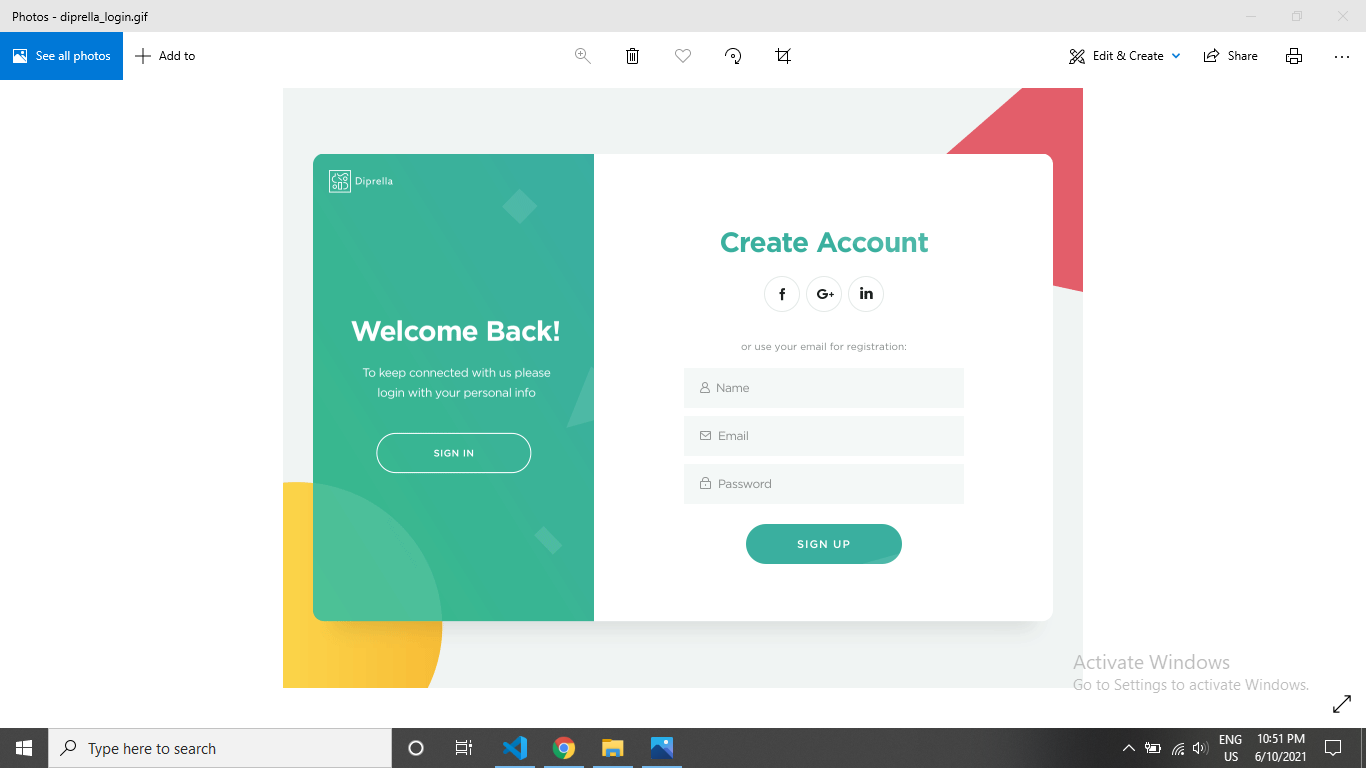 Photos - diprella_login.gif
See all photos
Add to
Edit & Create
Share
Diprella
Welcome Back!
To keep connected with us please
login with your personal info
SIGN IN
Create Account
f
G+
in
or use your email for registration:
Name
Email
Password
SIGN UP
Activate Windows
Go to Settings to activate Windows.
Type here to search
ENG
US
10:51 PM
6/10/2021